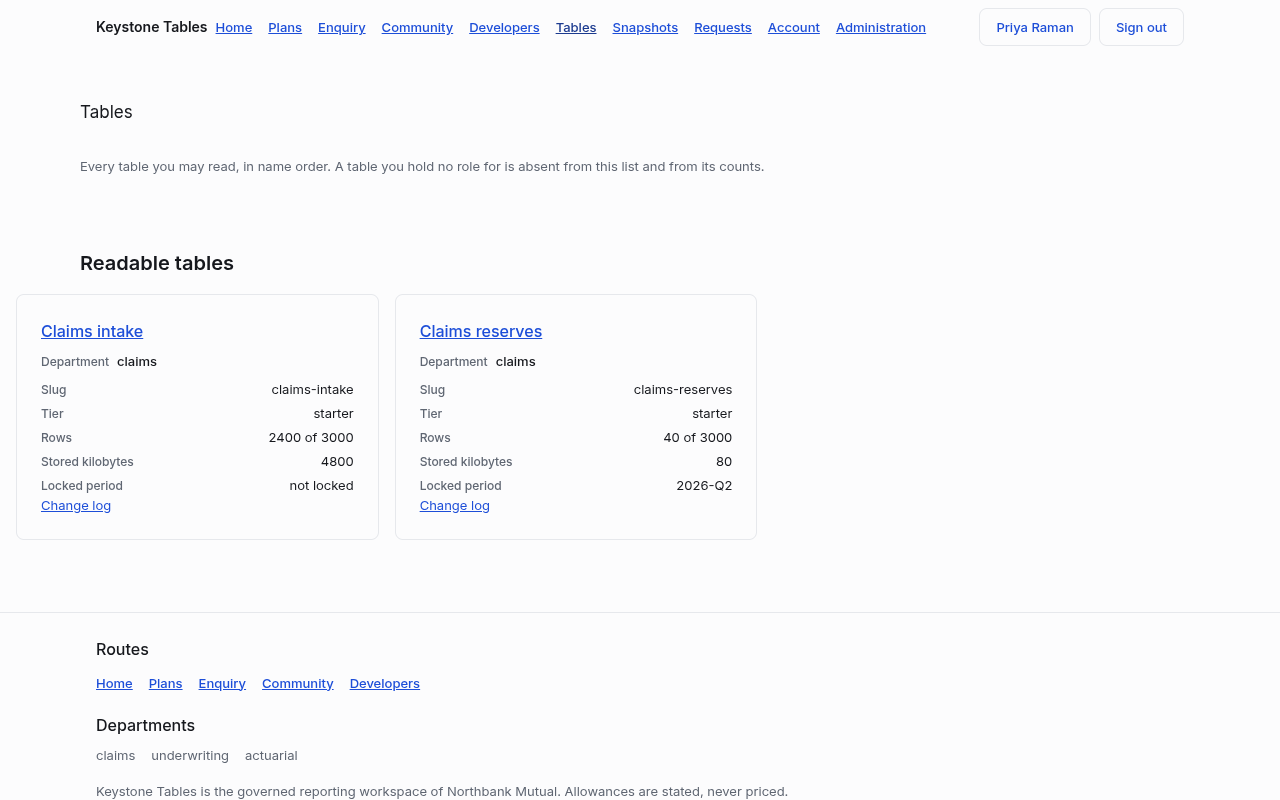 Keystone Tables Home Plans Enquiry Community Developers Tables Snapshots Requests Account Administration Priya Raman Sign out
Tables
Every table you may read, in name order. A table you hold no role for is absent from this list and from its counts.
Readable tables
Claims intake
Department claims
Slug claims-intake
Tier starter
Rows 2400 of 3000
Stored kilobytes 4800
Locked period not locked
Change log
Claims reserves
Department claims
Slug claims-reserves
Tier starter
Rows 40 of 3000
Stored kilobytes 80
Locked period 2026-Q2
Change log
Routes
Home Plans Enquiry Community Developers
Departments
claims underwriting actuarial
Keystone Tables is the governed reporting workspace of Northbank Mutual. Allowances are stated, never priced.